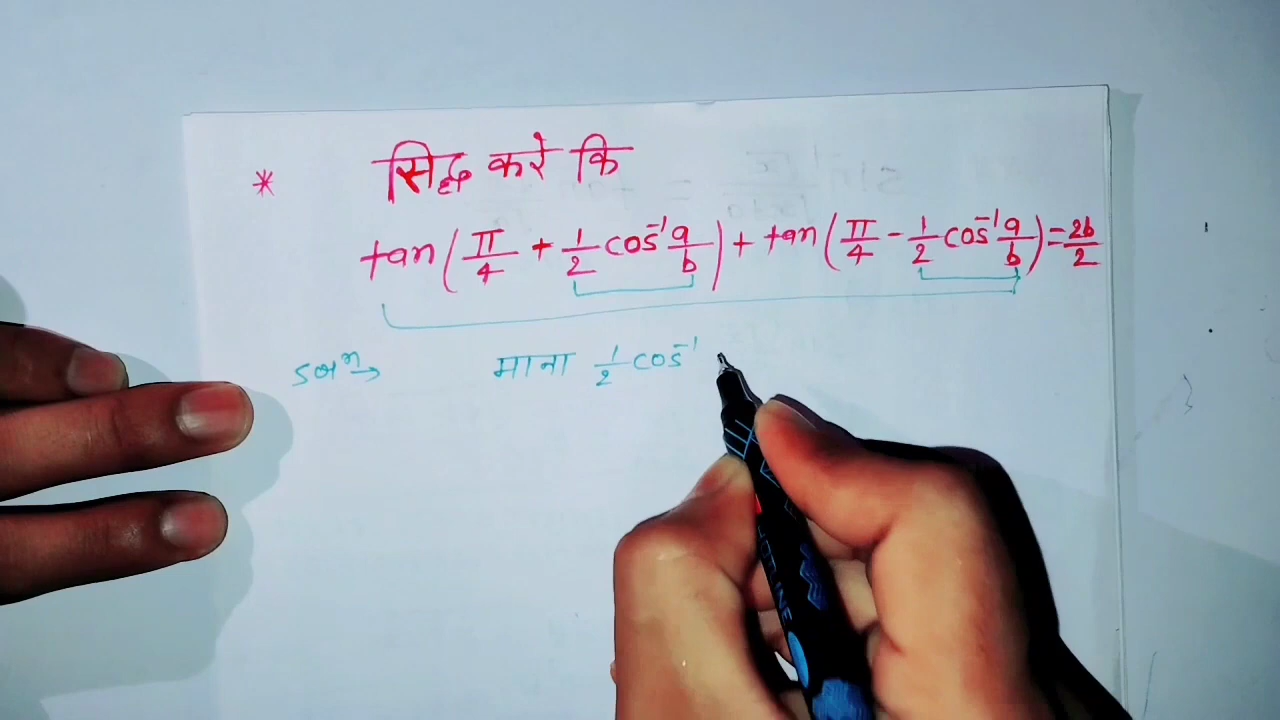 * सिद्ध करे कि
tan(π/4 + 1/2 cos⁻¹ a/b) + tan(π/4 - 1/2 cos⁻¹ a/b) = 2b/2
Solⁿ → माना 1/2 cos⁻¹